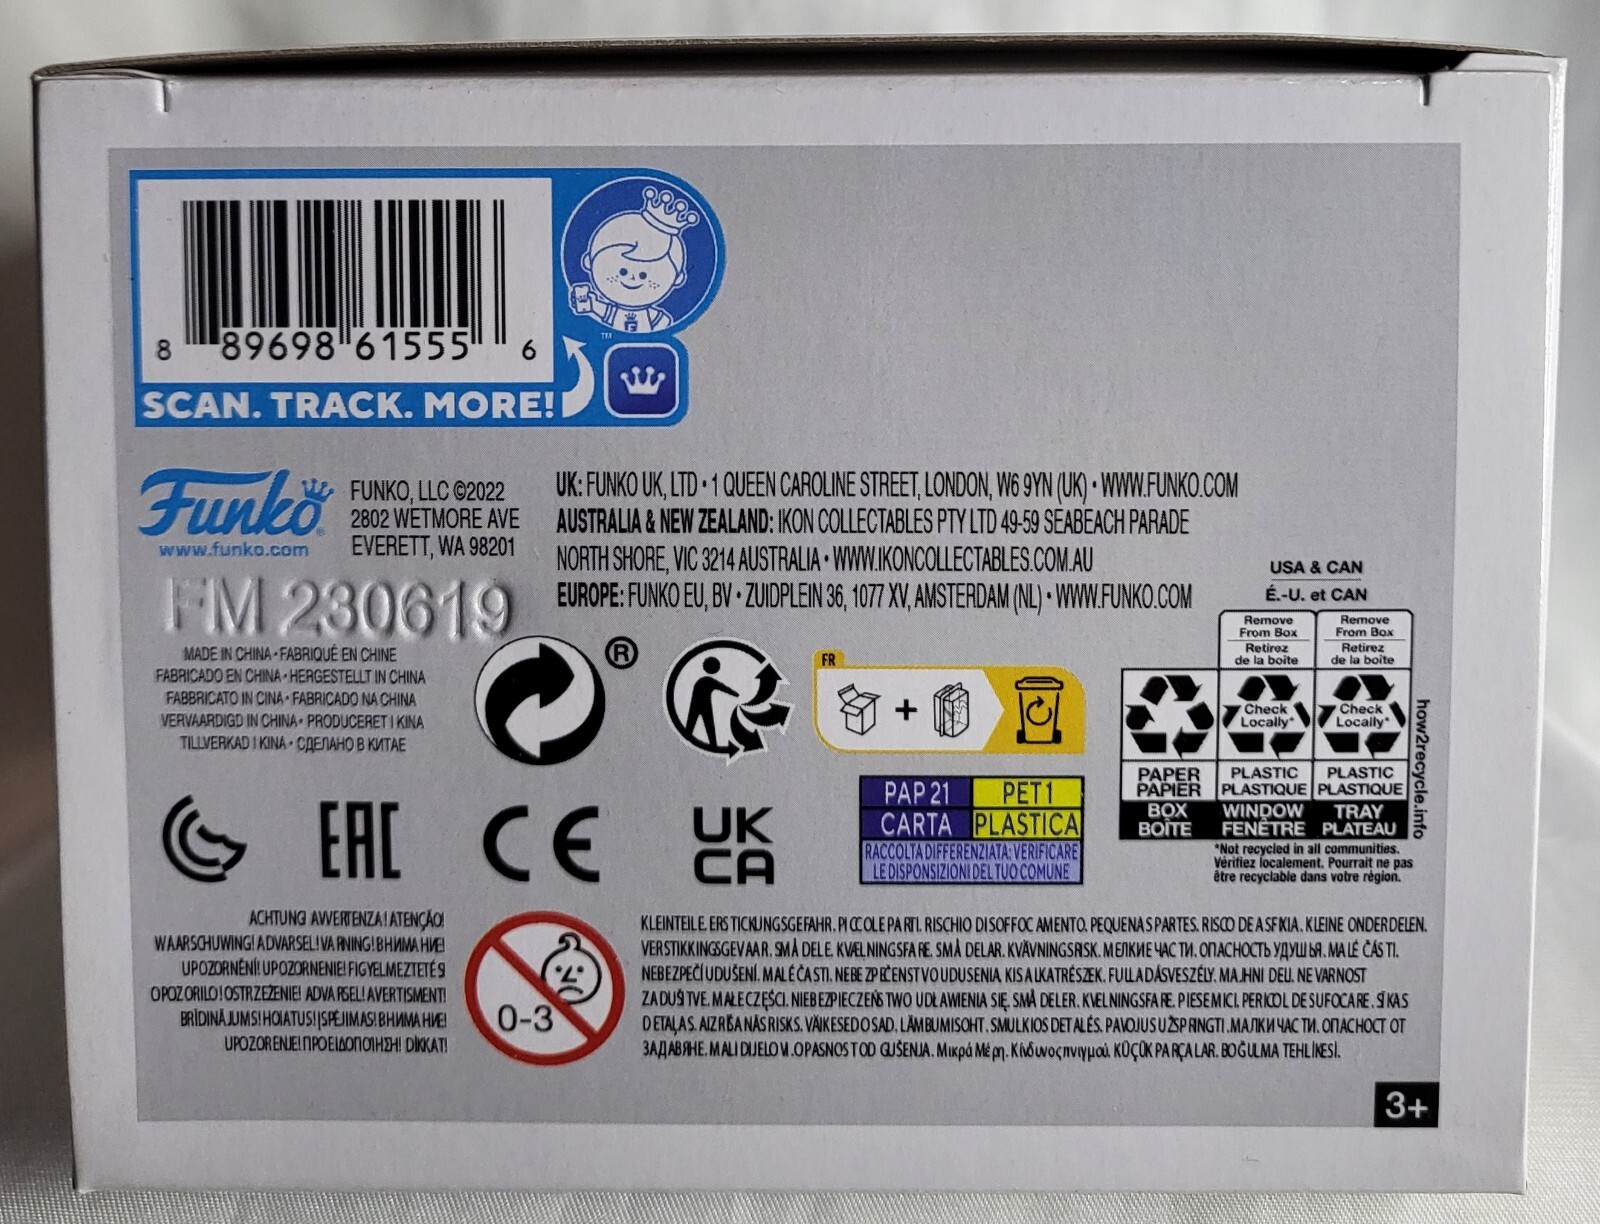 8 89698 61555 6
SCAN. TRACK. MORE!
TM
Funko®
www.funko.com
FUNKO, LLC ©2022
2802 WETMORE AVE
EVERETT, WA 98201
UK: FUNKO UK, LTD • 1 QUEEN CAROLINE STREET, LONDON, W6 9YN (UK) • WWW.FUNKO.COM
AUSTRALIA & NEW ZEALAND: IKON COLLECTABLES PTY LTD 49-59 SEABEACH PARADE
NORTH SHORE, VIC 3214 AUSTRALIA • WWW.IKONCOLLECTABLES.COM.AU
EUROPE: FUNKO EU, BV • ZUIDPLEIN 36, 1077 XV, AMSTERDAM (NL) • WWW.FUNKO.COM
FM 230619
MADE IN CHINA • FABRIQUÉ EN CHINE
FABRICADO EN CHINA • HERGESTELLT IN CHINA
FABBRICATO IN CINA • FABRICADO NA CHINA
VERVAARDIGD IN CHINA • PRODUCERET I KINA
TILLVERKAD I KINA • СДЕЛАНО В КИТАЕ
®
FR
+
USA & CAN
É.-U. et CAN
Remove
From Box
Retirez
de la boîte
Remove
From Box
Retirez
de la boîte
Check
Locally*
Check
Locally*
PAPER
PAPIER
BOX
BOÎTE
PLASTIC
PLASTIQUE
WINDOW
FENÊTRE
PLASTIC
PLASTIQUE
TRAY
PLATEAU
how2recycle.info
*Not recycled in all communities.
Vérifiez localement. Pourrait ne pas
être recyclable dans votre région.
EAC
CE
UK
CA
PAP 21
PET 1
CARTA
PLASTICA
RACCOLTA DIFFERENZIATA: VERIFICARE
LE DISPONSIZIONI DEL TUO COMUNE
ACHTUNG! AVVERTENZA! ATENÇÃO!
WAARSCHUWING! ADVARSEL! VARNING! ВНИМАНИЕ!
UPOZORNĚNÍ! UPOZORNENIE! FIGYELMEZTETÉS!
OPOZORILO! OSTRZEŻENIE! ADVARSEL! AVERTISMENT!
BRĪDINĀJUMS! HOIATUS! ĮSPĖJIMAS! ВНИМАНИЕ!
UPOZORENJE! ΠΡΟΕΙΔΟΠΟΙΗΣΗ! DİKKAT!
0-3
KLEINTEILE. ERSTICKUNGSGEFAHR. PICCOLE PARTI. RISCHIO DI SOFFOCAMENTO. PEQUENAS PARTES. RISCO DE ASFIXIA. KLEINE ONDERDELEN.
VERSTIKKINGSGEVAAR. SMÅ DELE. KVÆLNINGSFARE. SMÅ DELAR. KVÄVNINGSRISK. МЕЛКИЕ ЧАСТИ. ОПАСНОСТЬ УДУШЬЯ. MALÉ ČÁSTI.
NEBEZPEČÍ UDUŠENÍ. MALÉ ČASTI. NEBEZPEČENSTVO UDUSENIA. KIS ALKATRÉSZEK. FULLADÁSVESZÉLY. MAJHNI DELI. NEVARNOST
ZADUŠITVE. MAŁE CZĘŚCI. NIEBEZPIECZEŃSTWO UDŁAWIENIA SIĘ. SMÅ DELER. KVELNINGSFARE. PIESE MICI. PERICOL DE SUFOCARE. SĪKAS
DETAĻAS. AIZRĪŠANĀS RISKS. VÄIKESED OSAD. LÄMBUMISOHT. SMULKIOS DETALĖS. PAVOJUS UŽSPRINGTI. МАЛКИ ЧАСТИ. ОПАСНОСТ ОТ
ЗАДАВЯНЕ. MALI DIJELOVI. OPASNOST OD GUŠENJA. Μικρά Μέρη. Κίνδυνος πνιγμού. KÜÇÜK PARÇALAR. BOĞULMA TEHLİKESİ.
3+